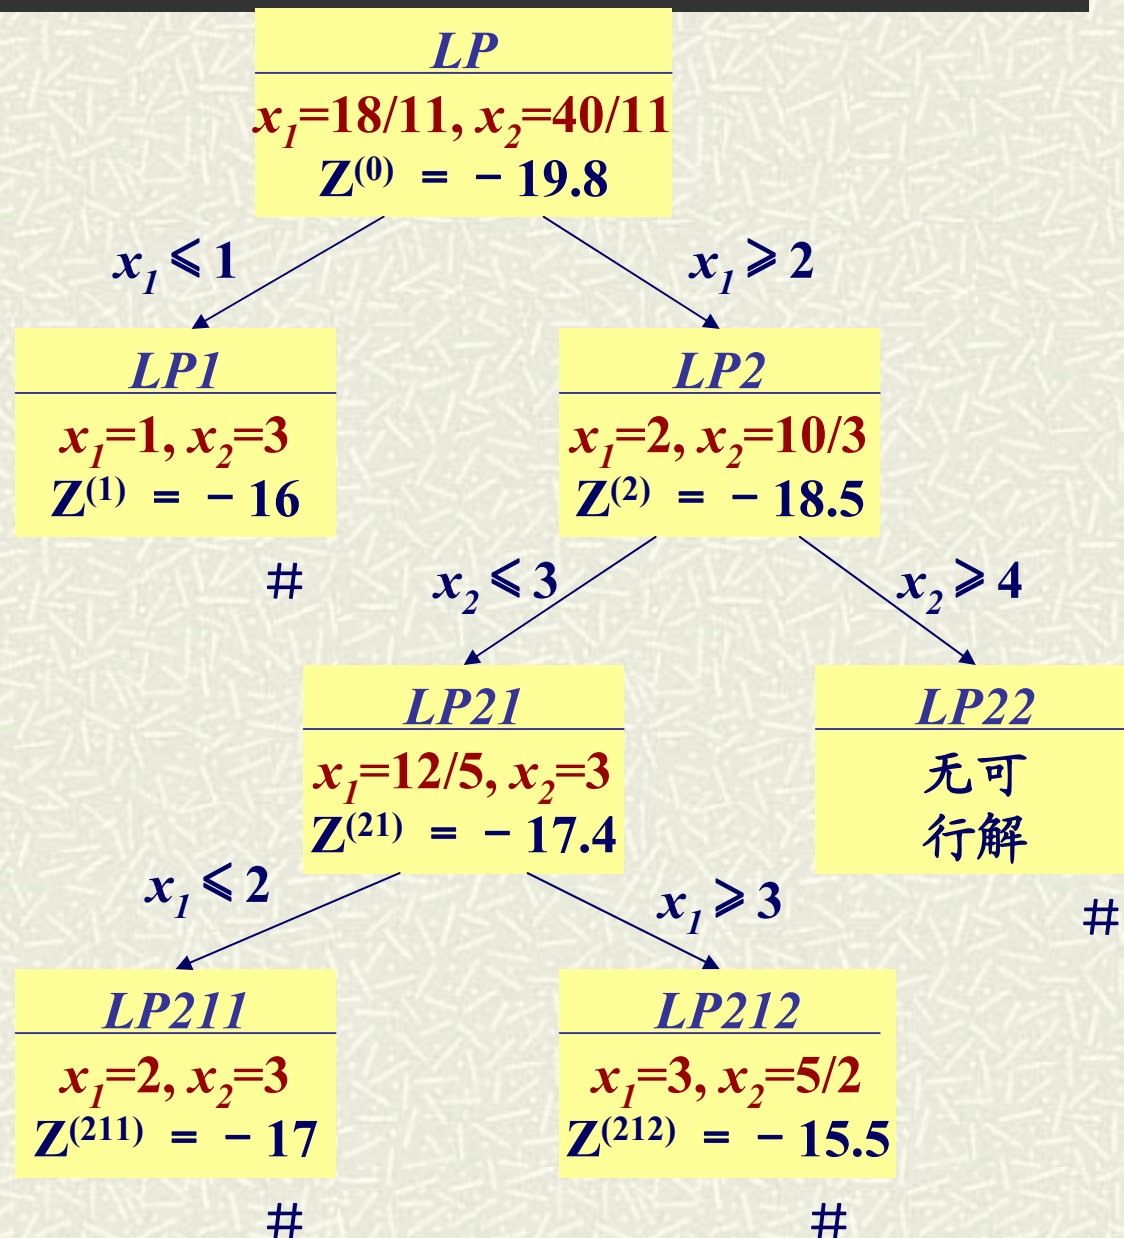 LP
x₁=18/11, x₂=40/11
Z⁽⁰⁾ = －19.8
x₁⩽1
x₁⩾2
LP1
x₁=1, x₂=3
Z⁽¹⁾ = －16
#
LP2
x₁=2, x₂=10/3
Z⁽²⁾ = －18.5
x₂⩽3
x₂⩾4
LP21
x₁=12/5, x₂=3
Z⁽²¹⁾ = －17.4
LP22
无可
行解
#
x₁⩽2
x₁⩾3
LP211
x₁=2, x₂=3
Z⁽²¹¹⁾ = －17
#
LP212
x₁=3, x₂=5/2
Z⁽²¹²⁾ = －15.5
#